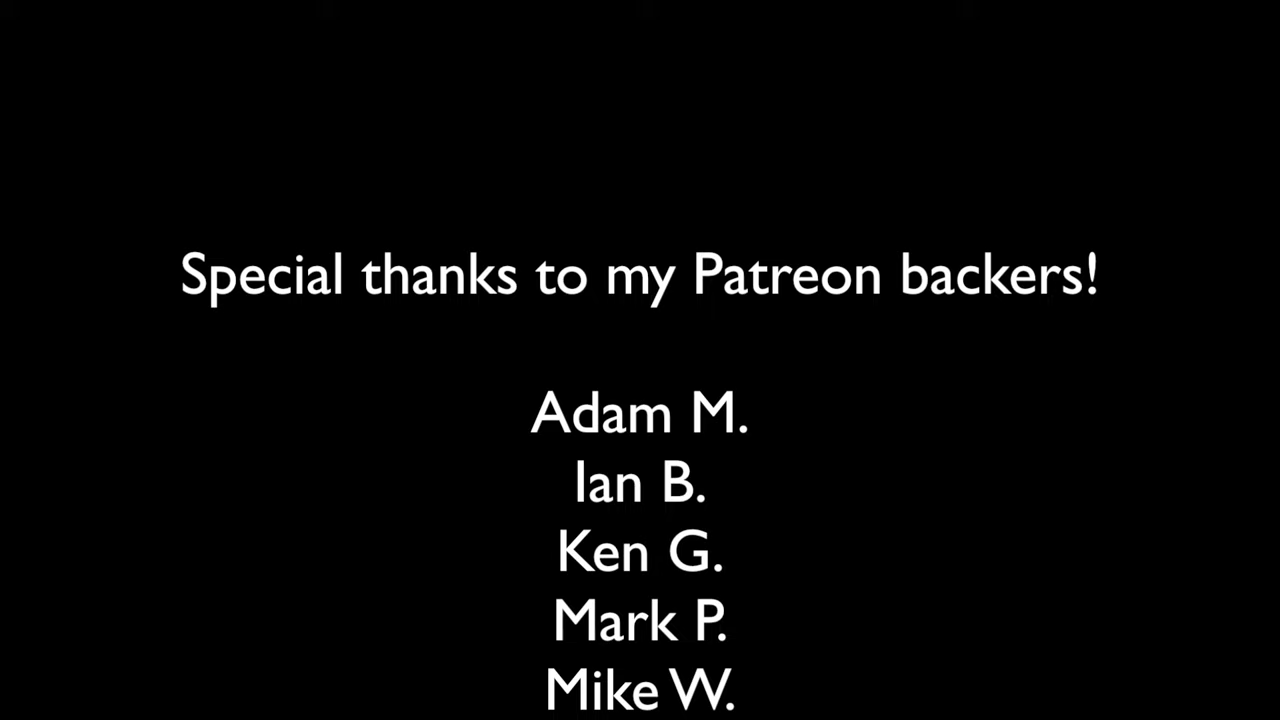 Special thanks to my Patreon backers!
Adam M.
Ian B.
Ken G.
Mark P.
Mike W.